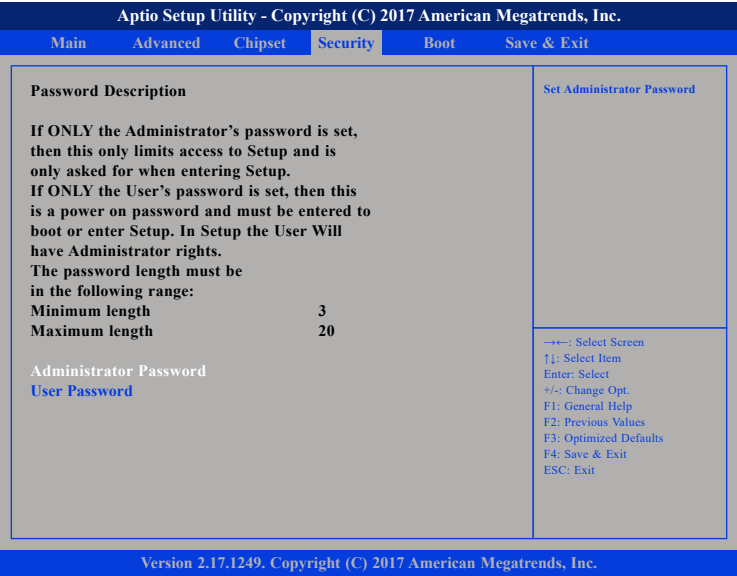 Aptio Setup Utility - Copyright (C) 2017 American Megatrends, Inc.
Main Advanced Chipset Security Boot Save & Exit
Password Description
If ONLY the Administrator's password is set,
then this only limits access to Setup and is
only asked for when entering Setup.
If ONLY the User's password is set, then this
is a power on password and must be entered to
boot or enter Setup. In Setup the User Will
have Administrator rights.
The password length must be
in the following range:
Minimum length 3
Maximum length 20
Administrator Password
User Password
Set Administrator Password
→←: Select Screen
↑↓: Select Item
Enter: Select
+/-: Change Opt.
F1: General Help
F2: Previous Values
F3: Optimized Defaults
F4: Save & Exit
ESC: Exit
Version 2.17.1249. Copyright (C) 2017 American Megatrends, Inc.